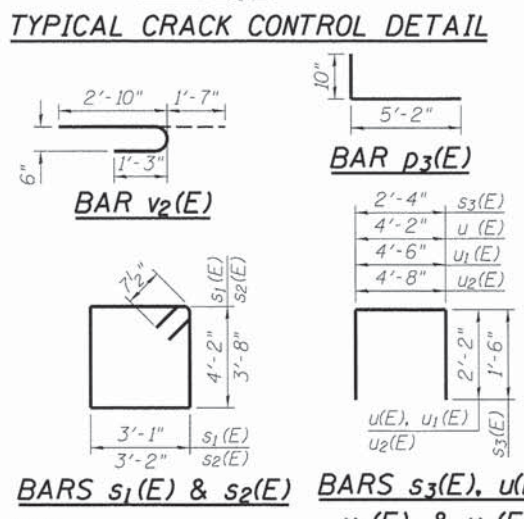 TYPICAL CRACK CONTROL DETAIL
2'-10" 1'-7"
6"
1'-3"
BAR v2(E)
10"
5'-2"
BAR p3(E)
7½"
s1(E)
s2(E)
4'-2"
3'-8"
3'-1" s1(E)
3'-2" s2(E)
BARS s1(E) & s2(E)
2'-4" s3(E)
4'-2" u (E)
4'-6" u1(E)
4'-8" u2(E)
2'-2"
1'-6"
u(E), u1(E)
u2(E)
s3(E)
BARS s3(E), u(